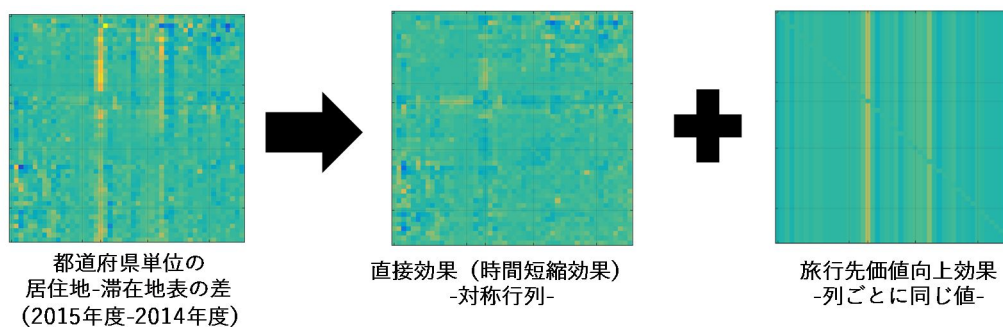 都道府県単位の
居住地-滞在地表の差
(2015年度-2014年度)
直接効果（時間短縮効果）
-対称行列-
旅行先価値向上効果
-列ごとに同じ値-